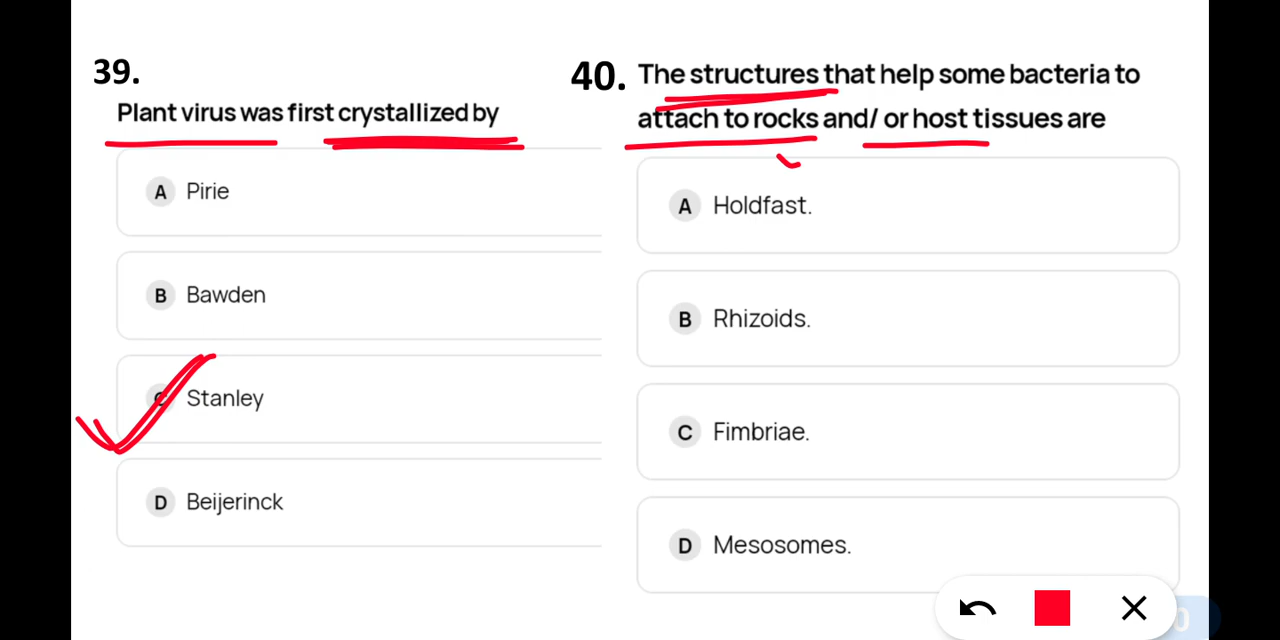 39.
Plant virus was first crystallized by
A Pirie
B Bawden
C Stanley
D Beijerinck
40. The structures that help some bacteria to
attach to rocks and/ or host tissues are
A Holdfast.
B Rhizoids.
C Fimbriae.
D Mesosomes.
0